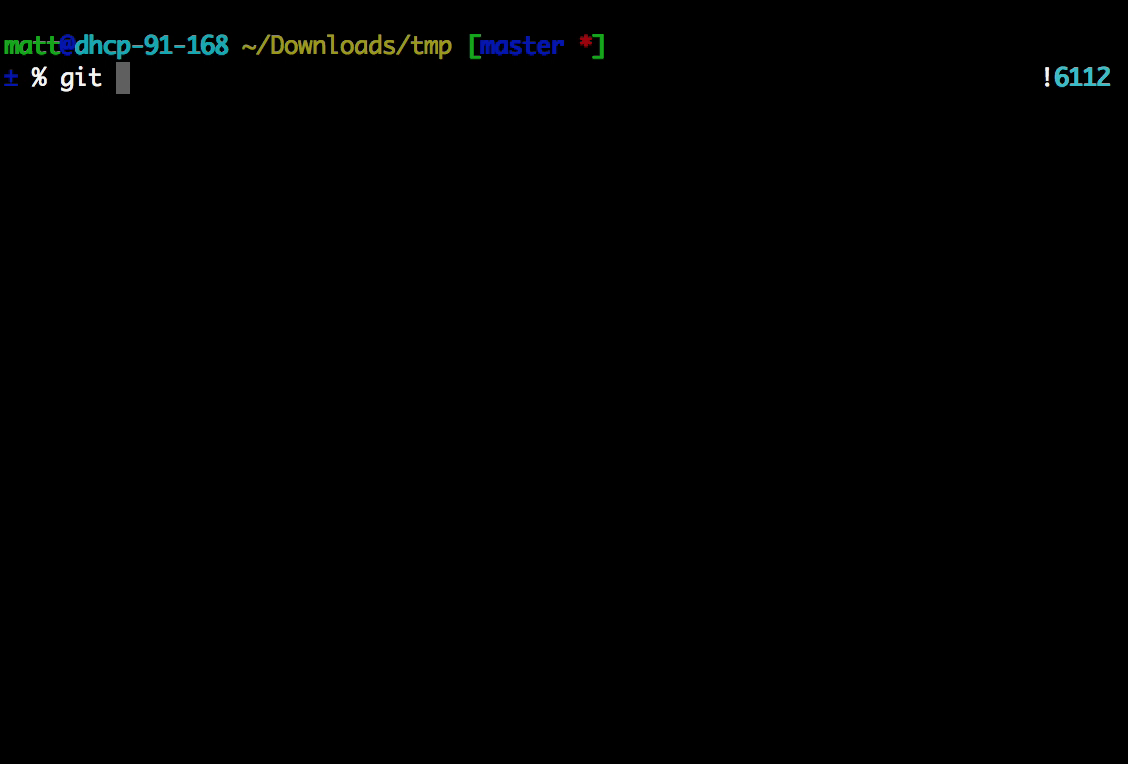 matt@dhcp-91-168 ~/Downloads/tmp [master *]
± % git !6112